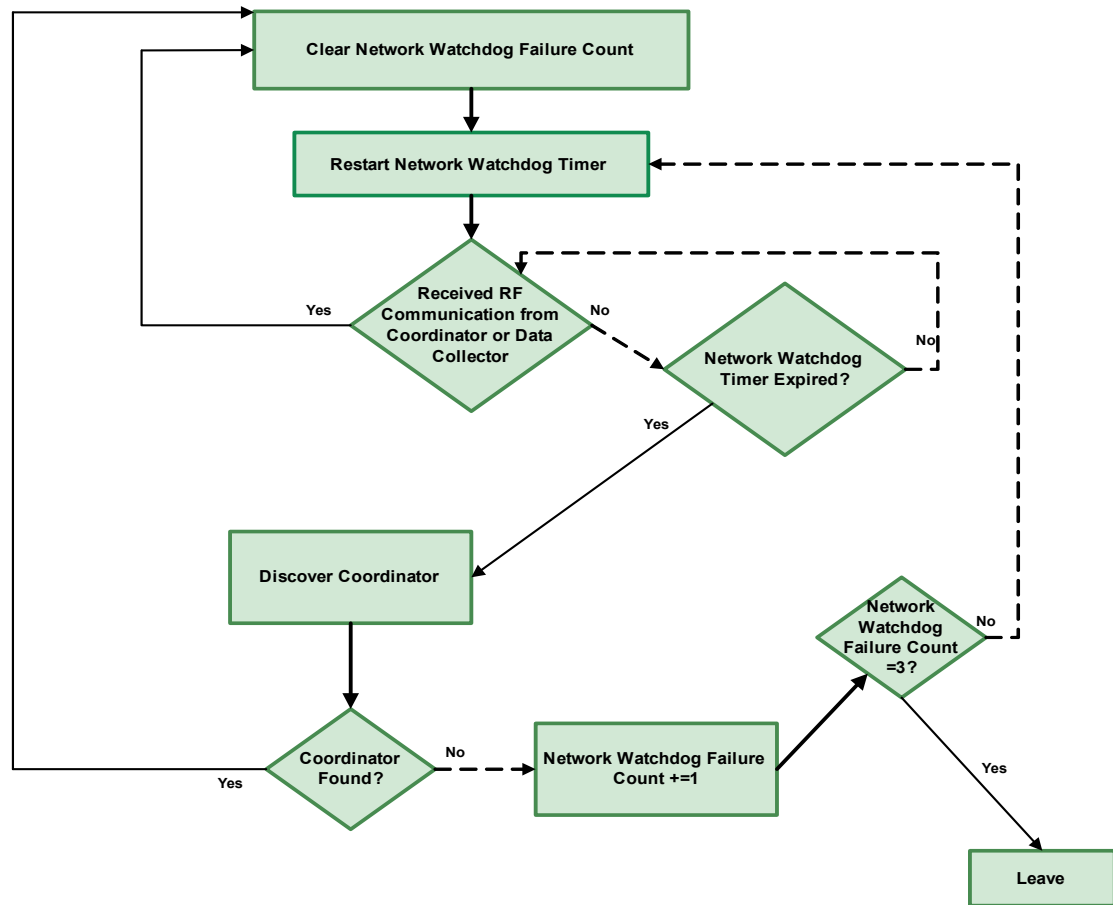 Clear Network Watchdog Failure Count
Restart Network Watchdog Timer
Received RF
Communication from
Coordinator or Data
Collector
Yes
No
Network Watchdog
Timer Expired?
No
Yes
Discover Coordinator
Network
Watchdog
Failure Count
=3?
No
Yes
Coordinator
Found?
Yes
No
Network Watchdog Failure
Count +=1
Leave